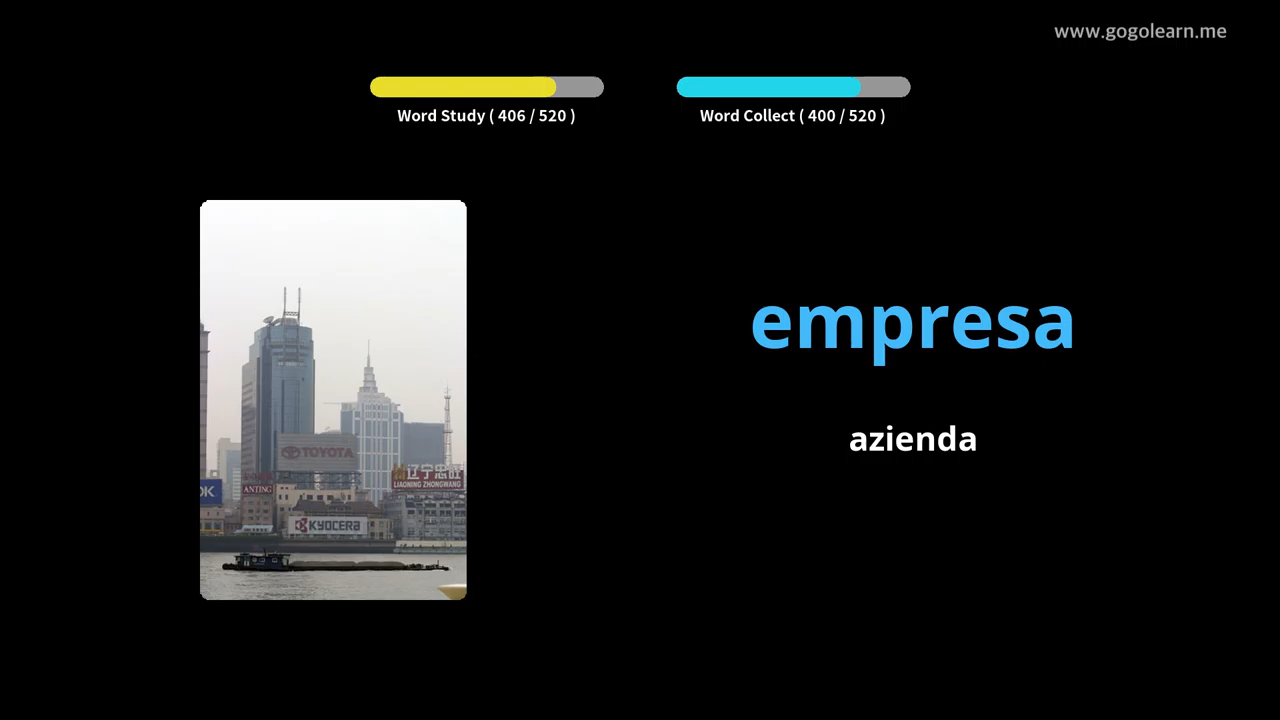 www.gogolearn.me
Word Study ( 406 / 520 )
Word Collect ( 400 / 520 )
empresa
azienda
TOYOTA
辽宁忠旺
LIAONING ZHONGWANG
OK
ANTING
KYOCERA